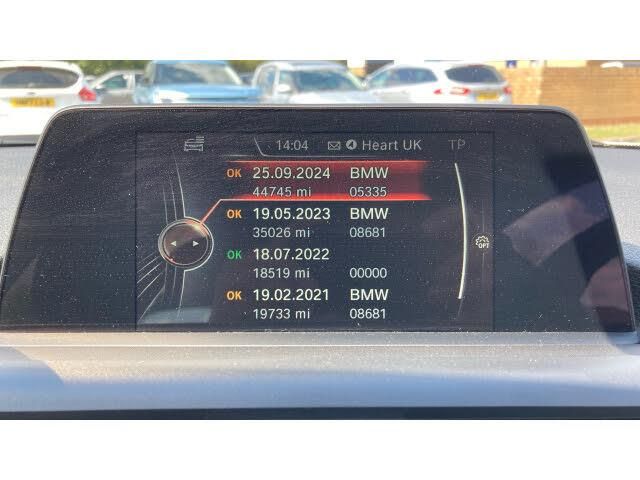 14:04 Heart UK TP
OK 25.09.2024 BMW
44745 mi 05335
OK 19.05.2023 BMW
35026 mi 08681
OPT
OK 18.07.2022
18519 mi 00000
OK 19.02.2021 BMW
19733 mi 08681